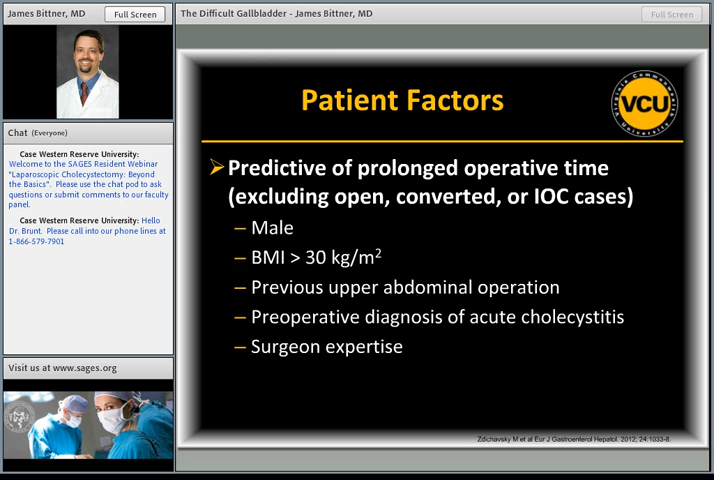 James Bittner, MD
Full Screen
The Difficult Gallbladder - James Bittner, MD
Full Screen
Chat (Everyone)
Case Western Reserve University:
Welcome to the SAGES Resident Webinar
"Laparoscopic Cholecystectomy: Beyond
the Basics". Please use the chat pod to ask
questions or submit comments to our faculty
panel.
Case Western Reserve University: Hello
Dr. Brunt. Please call into our phone lines at
1-866-579-7901
Visit us at www.sages.org
Patient Factors
Virginia Commonwealth
VCU
University
➢Predictive of prolonged operative time
(excluding open, converted, or IOC cases)
– Male
– BMI > 30 kg/m²
– Previous upper abdominal operation
– Preoperative diagnosis of acute cholecystitis
– Surgeon expertise
Zdichavsky M et al Eur J Gastroenterol Hepatol. 2012; 24:1033-8.